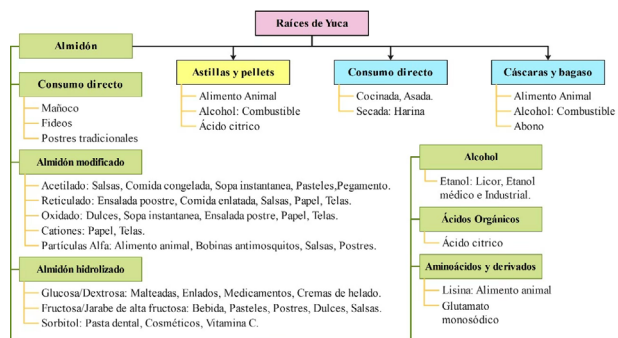 Raíces de Yuca
Almidón
Consumo directo
Mañoco
Fideos
Postres tradicionales
Astillas y pellets
Alimento Animal
Alcohol: Combustible
Ácido citrico
Consumo directo
Cocinada, Asada.
Secada: Harina
Cáscaras y bagaso
Alimento Animal
Alcohol: Combustible
Abono
Almidón modificado
Acetilado: Salsas, Comida congelada, Sopa instantanea, Pasteles,Pegamento.
Reticulado: Ensalada poostre, Comida enlatada, Salsas, Papel, Telas.
Oxidado: Dulces, Sopa instantanea, Ensalada postre, Papel, Telas.
Cationes: Papel, Telas.
Partículas Alfa: Alimento animal, Bobinas antimosquitos, Salsas, Postres.
Almidón hidrolizado
Glucosa/Dextrosa: Malteadas, Enlados, Medicamentos, Cremas de helado.
Fructosa/Jarabe de alta fructosa: Bebida, Pasteles, Postres, Dulces, Salsas.
Sorbitol: Pasta dental, Cosméticos, Vitamina C.
Alcohol
Etanol: Licor, Etanol
médico e Industrial.
Ácidos Orgánicos
Ácido citrico
Aminoácidos y derivados
Lisina: Alimento animal
Glutamato
monosódico